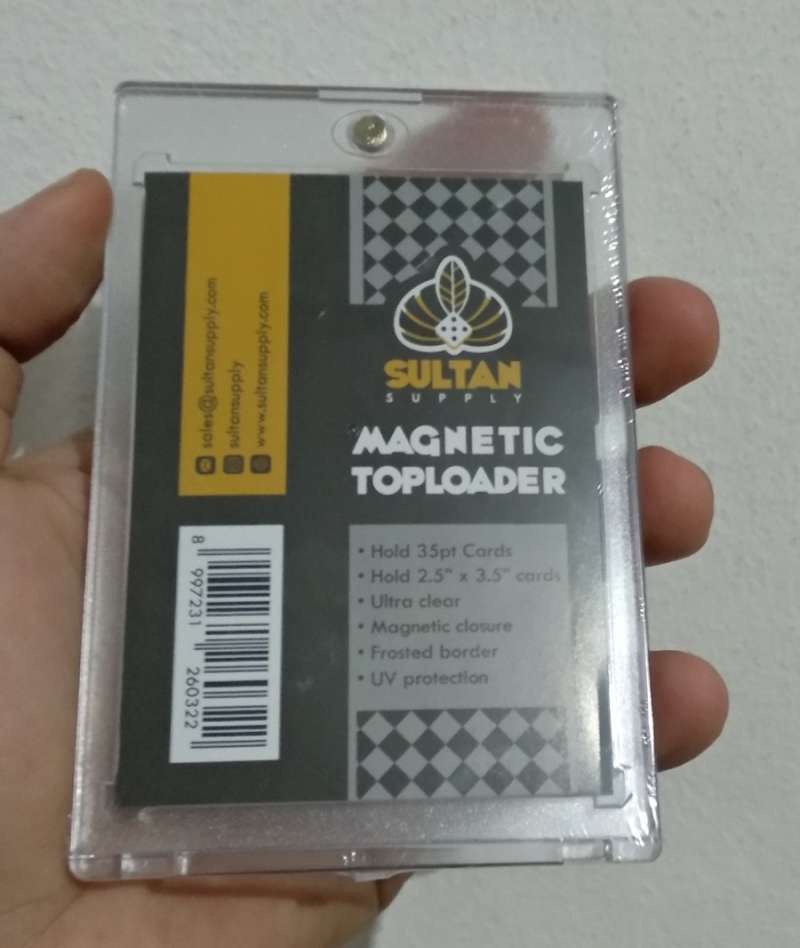 SULTAN
SUPPLY
MAGNETIC
TOPLOADER
• Hold 35pt Cards
• Hold 2.5" x 3.5" cards
• Ultra clear
• Magnetic closure
• Frosted border
• UV protection
sales@sultansupply.com
sultansupply
www.sultansupply.com
8 997231 260322